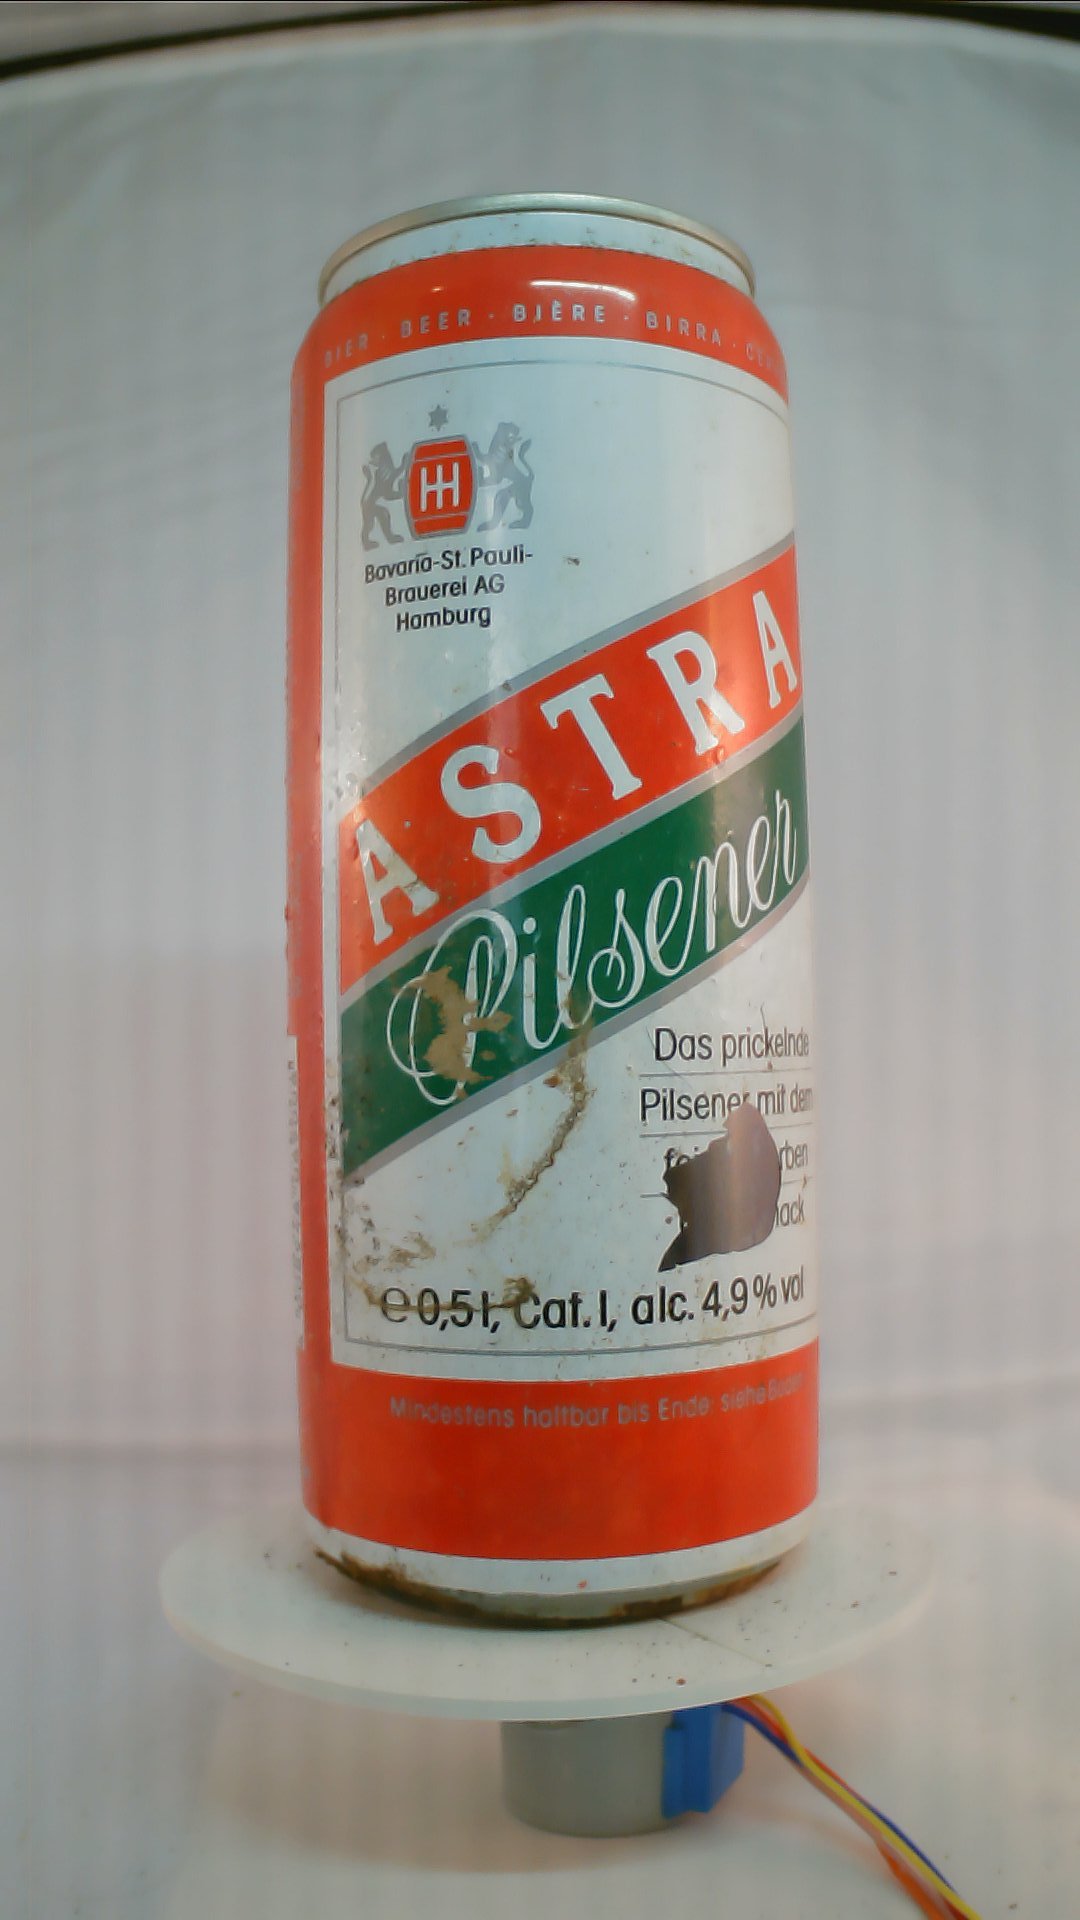 BIER · BEER · BIÈRE · BIRRA ·
HH
Bavaria-St. Pauli-
Brauerei AG
Hamburg
ASTRA
Pilsener
Das prickelnde
Pilsener mit dem
e 0,5 l, Cat. I, alc. 4,9 % vol
Mindestens haltbar bis Ende: siehe Boden